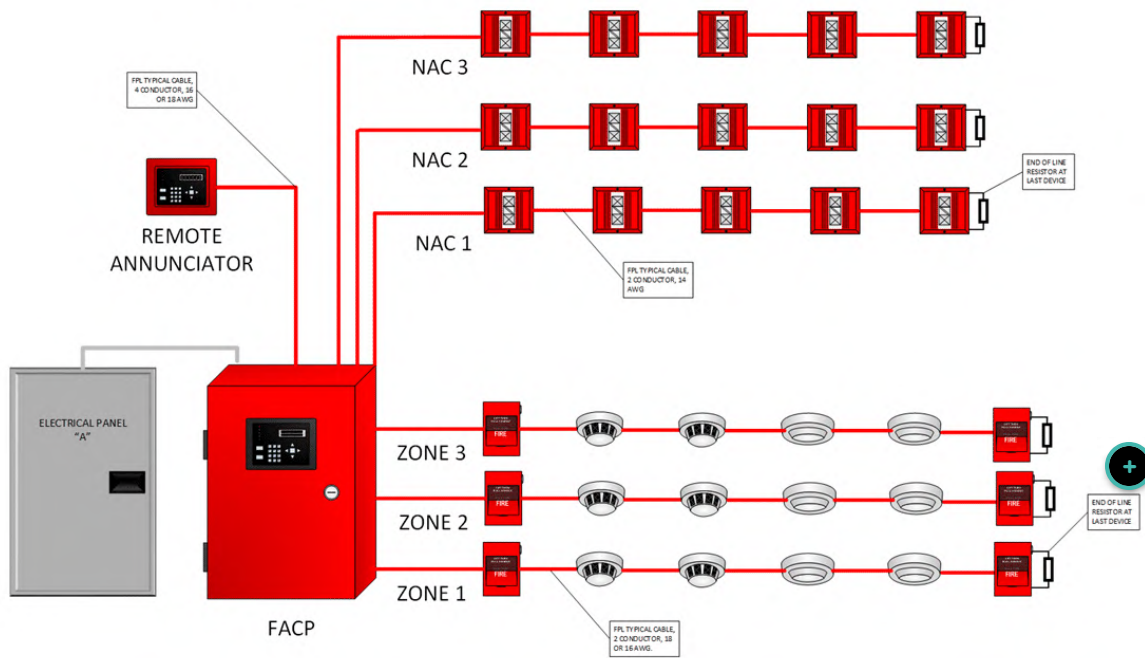 NAC 3
FPL TYPICAL CABLE,
4 CONDUCTOR, 16
OR 18 AWG
NAC 2
END OF LINE
RESISTOR AT
LAST DEVICE
REMOTE
ANNUNCIATOR
NAC 1
FPL TYPICAL CABLE,
2 CONDUCTOR, 14
AWG
ELECTRICAL PANEL
"A"
FIRE
FIRE
ZONE 3
FIRE
FIRE
ZONE 2
END OF LINE
RESISTOR AT
LAST DEVICE
FIRE
FIRE
ZONE 1
FACP
FPL TYPICAL CABLE,
2 CONDUCTOR, 18
OR 16 AWG.